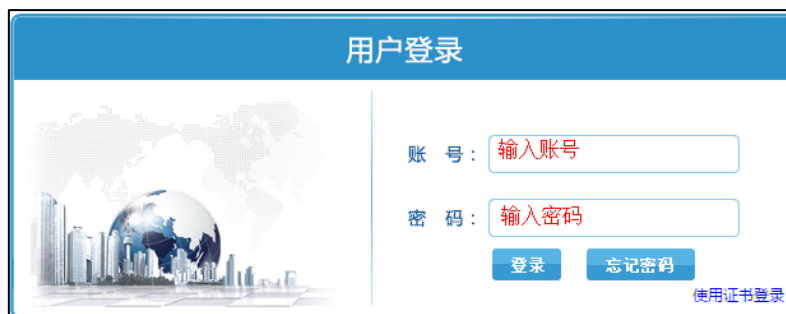 用户登录
账 号： 输入账号
密 码： 输入密码
登录 忘记密码
使用证书登录